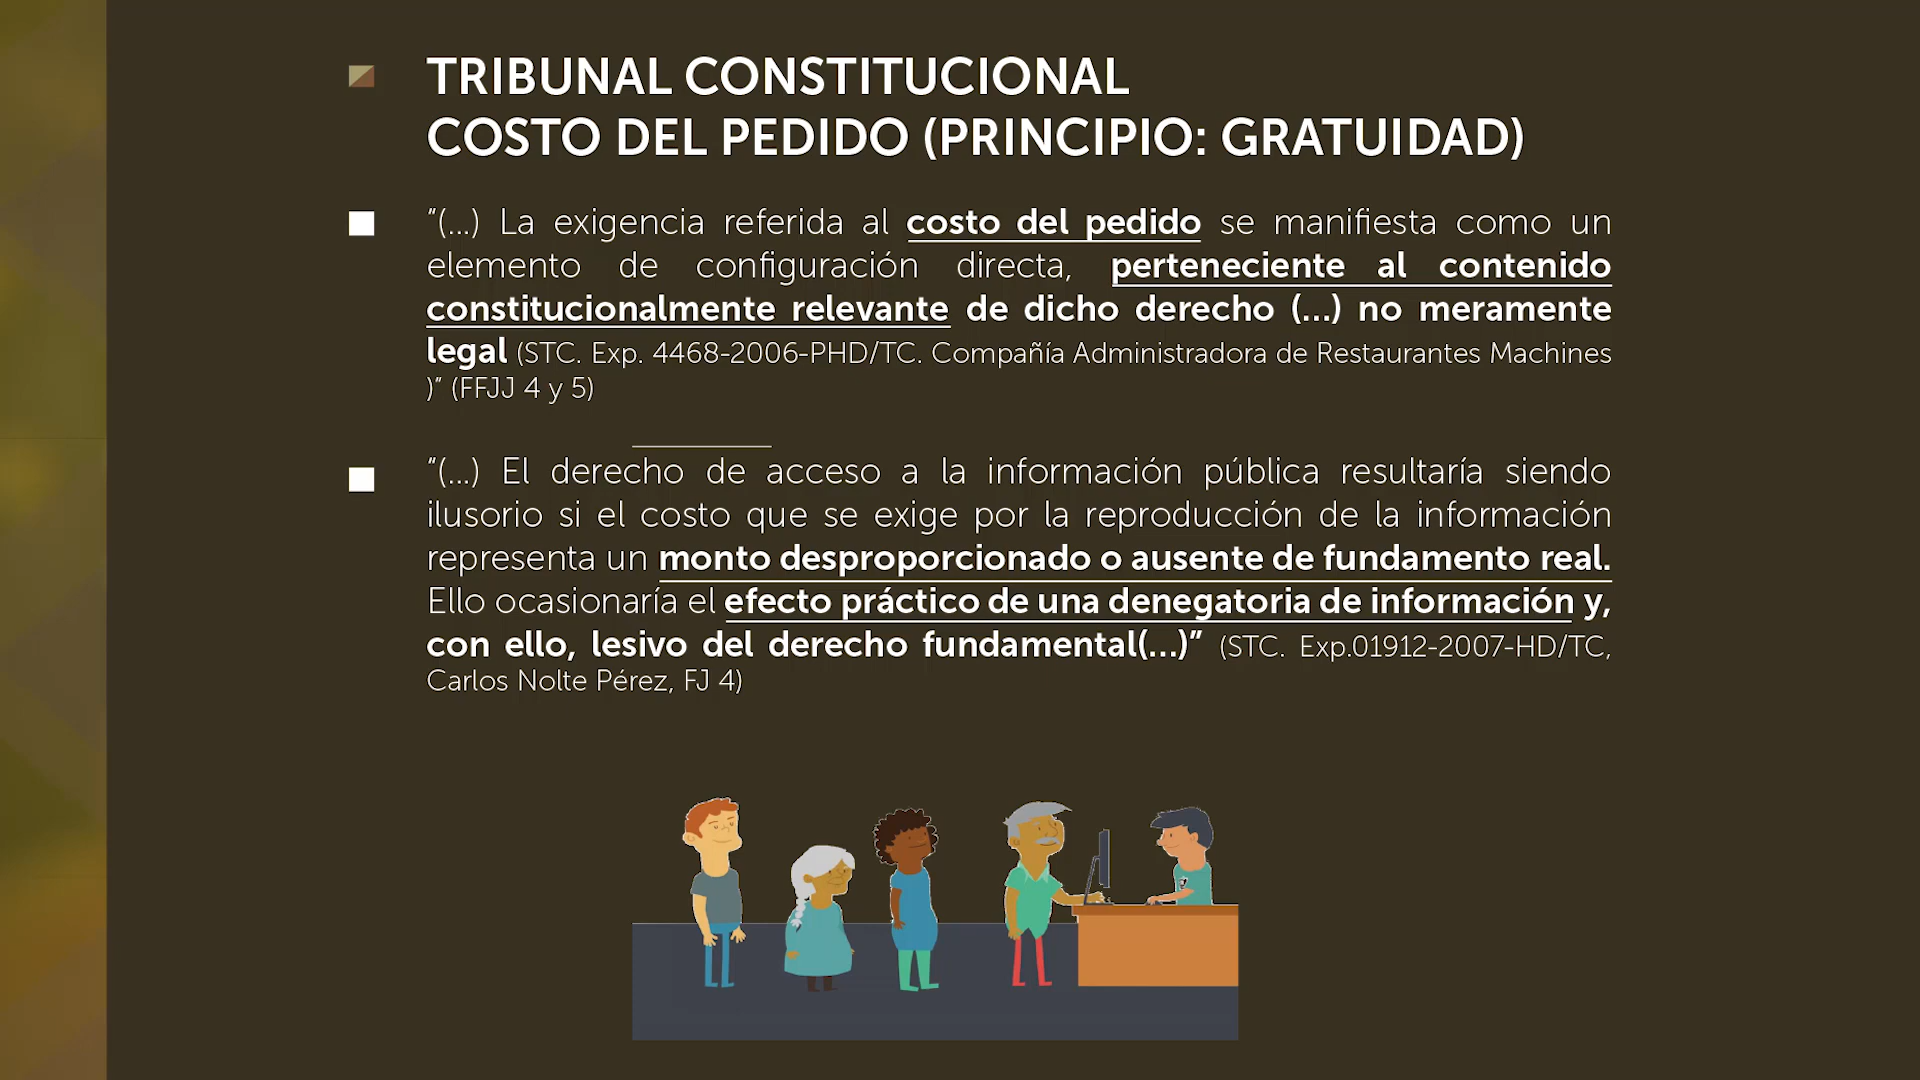 TRIBUNAL CONSTITUCIONAL
COSTO DEL PEDIDO (PRINCIPIO: GRATUIDAD)
“(...) La exigencia referida al costo del pedido se manifiesta como un
elemento de configuración directa, perteneciente al contenido
constitucionalmente relevante de dicho derecho (...) no meramente
legal (STC. Exp. 4468-2006-PHD/TC. Compañía Administradora de Restaurantes Machines
)” (FFJJ 4 y 5)
“(...) El derecho de acceso a la información pública resultaría siendo
ilusorio si el costo que se exige por la reproducción de la información
representa un monto desproporcionado o ausente de fundamento real.
Ello ocasionaría el efecto práctico de una denegatoria de información y,
con ello, lesivo del derecho fundamental(...)” (STC. Exp.01912-2007-HD/TC,
Carlos Nolte Pérez, FJ 4)